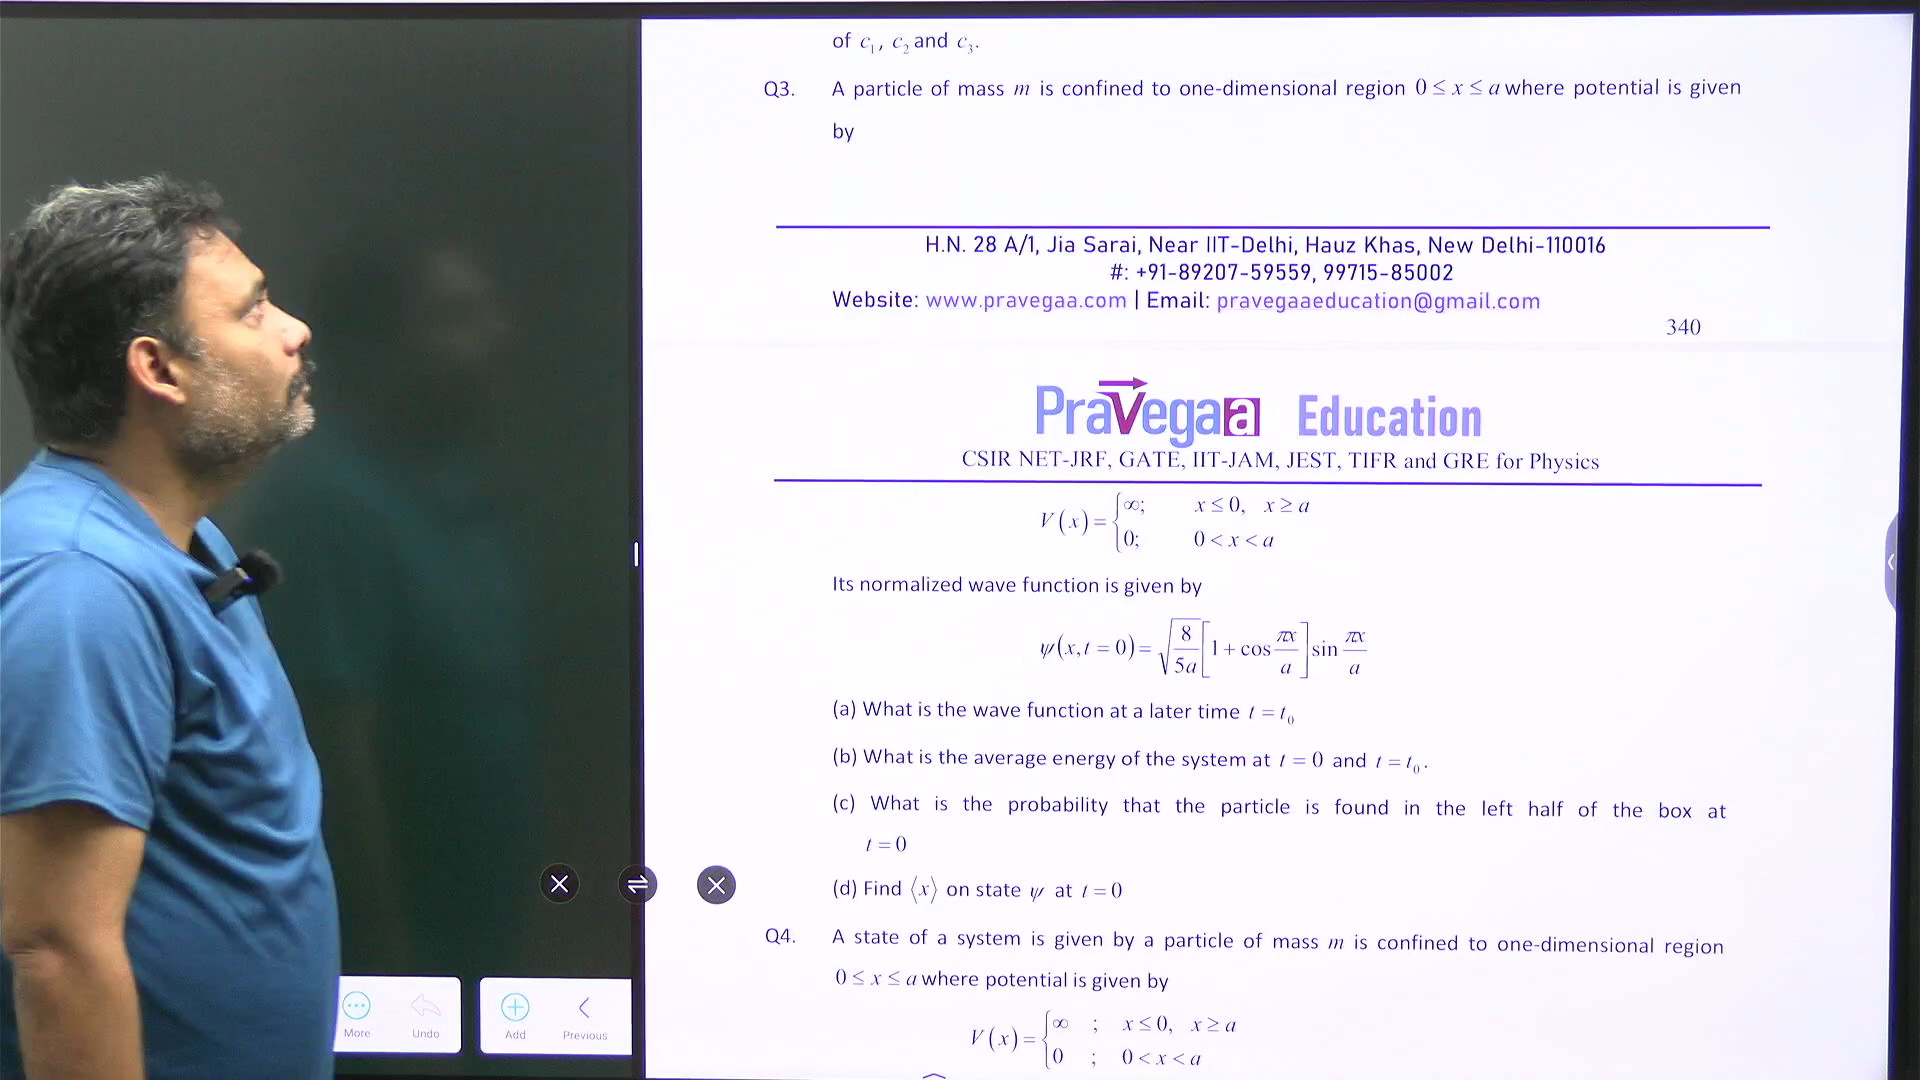 of c₁, c₂ and c₃.
Q3. A particle of mass m is confined to one-dimensional region 0 ≤ x ≤ a where potential is given
by
H.N. 28 A/1, Jia Sarai, Near IIT-Delhi, Hauz Khas, New Delhi-110016
#: +91-89207-59559, 99715-85002
Website: www.pravegaa.com | Email: pravegaaeducation@gmail.com
340
PraVegaa Education
CSIR NET-JRF, GATE, IIT-JAM, JEST, TIFR and GRE for Physics
V(x) = { ∞; x ≤ 0, x ≥ a
0; 0 < x < a
Its normalized wave function is given by
ψ(x, t = 0) = √(8/5a) [1 + cos πx/a] sin πx/a
(a) What is the wave function at a later time t = t₀
(b) What is the average energy of the system at t = 0 and t = t₀.
(c) What is the probability that the particle is found in the left half of the box at
t = 0
(d) Find ⟨x⟩ on state ψ at t = 0
Q4. A state of a system is given by a particle of mass m is confined to one-dimensional region
0 ≤ x ≤ a where potential is given by
V(x) = { ∞ ; x ≤ 0, x ≥ a
0 ; 0 < x < a
More Undo Add Previous